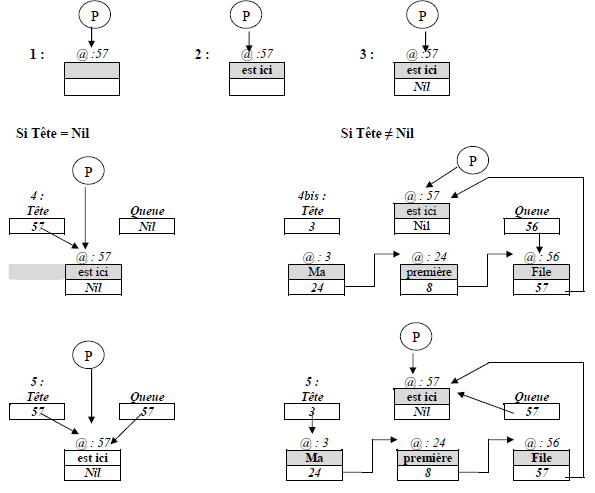 P P P
1 : @ :57 2 : @ :57 3 : @ :57
est ici est ici
Nil
Si Tête = Nil Si Tête ≠ Nil
P P
4 : 4bis : @ : 57
Tête Queue Tête est ici Queue
57 Nil 3 Nil 56
@ : 57 @ : 3 @ : 24 @ : 56
est ici Ma première File
Nil 24 8 57
P P
5 : 5 : @ : 57
Tête Queue Tête est ici Queue
57 57 3 Nil 57
@ : 57 @ : 3 @ : 24 @ : 56
est ici Ma première File
Nil 24 8 57